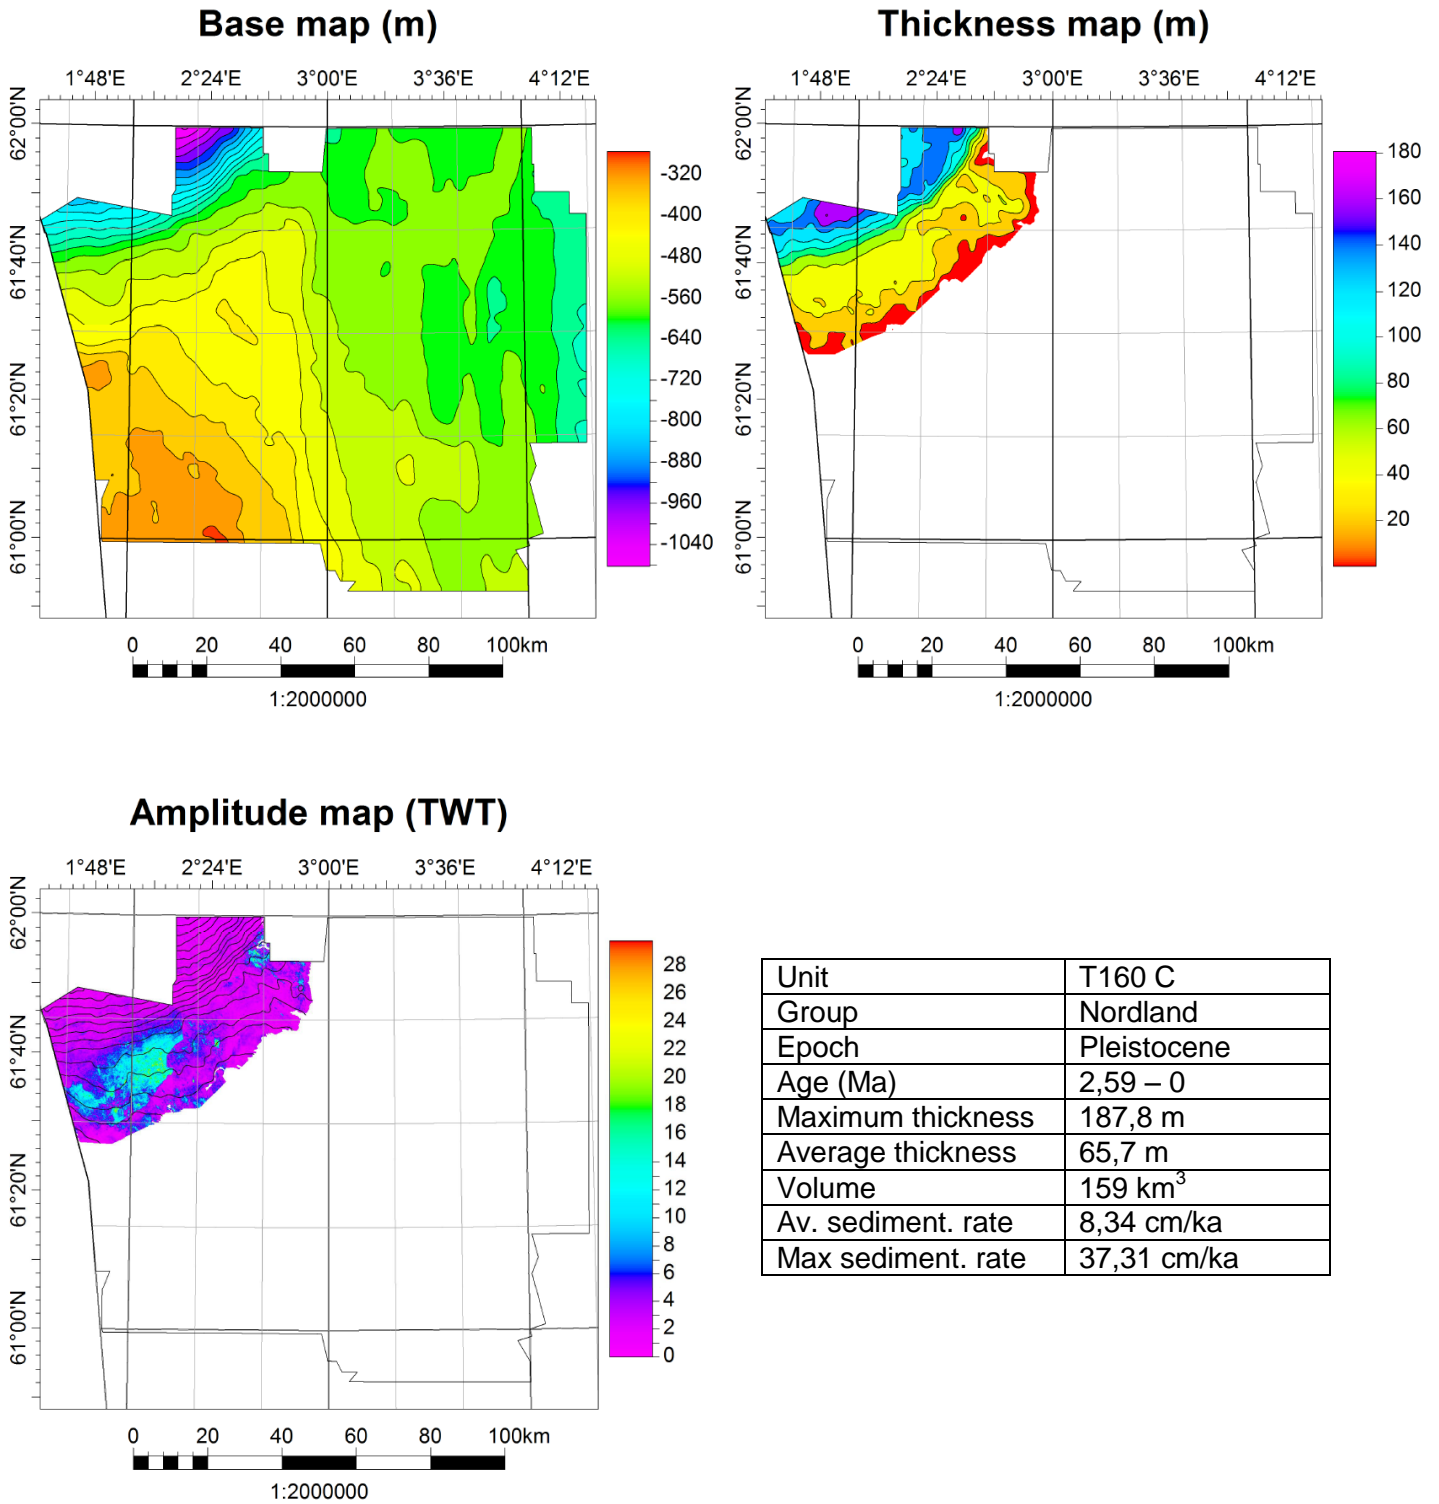 Base map (m)
1°48'E 2°24'E 3°00'E 3°36'E 4°12'E
62°00'N
61°40'N
61°20'N
61°00'N
-320
-400
-480
-560
-640
-720
-800
-880
-960
-1040
0 20 40 60 80 100km
1:2000000
Thickness map (m)
1°48'E 2°24'E 3°00'E 3°36'E 4°12'E
62°00'N
61°40'N
61°20'N
61°00'N
180
160
140
120
100
80
60
40
20
0 20 40 60 80 100km
1:2000000
Amplitude map (TWT)
1°48'E 2°24'E 3°00'E 3°36'E 4°12'E
62°00'N
61°40'N
61°20'N
61°00'N
28
26
24
22
20
18
16
14
12
10
8
6
4
2
0
0 20 40 60 80 100km
1:2000000
Unit T160 C
Group Nordland
Epoch Pleistocene
Age (Ma) 2,59 – 0
Maximum thickness 187,8 m
Average thickness 65,7 m
Volume 159 km³
Av. sediment. rate 8,34 cm/ka
Max sediment. rate 37,31 cm/ka